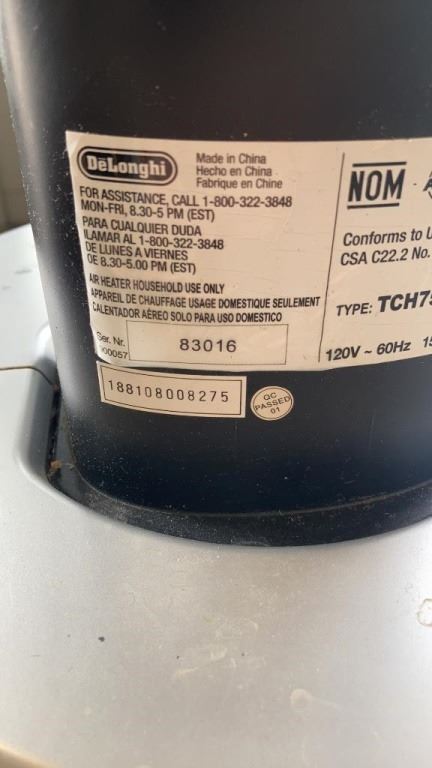 DeLonghi
Made in China
Hecho en China
Fabrique en Chine
FOR ASSISTANCE, CALL 1-800-322-3848
MON-FRI, 8.30-5 PM (EST)
PARA CUALQUIER DUDA
lLAMAR AL 1-800-322-3848
DE LUNES A VIERNES
OE 8.30-5.00 PM (EST)
AIR HEATER HOUSEHOLD USE ONLY
APPAREIL DE CHAUFFAGE USAGE DOMESTIQUE SEULEMENT
CALENTADOR AÉREO SOLO PARA USO DOMESTICO
Ser. Nr.
83016
188108008275
QC
PASSED
01
NOM
Conforms to
CSA C22.2 No.
TYPE: TCH75
120V ~ 60Hz 15